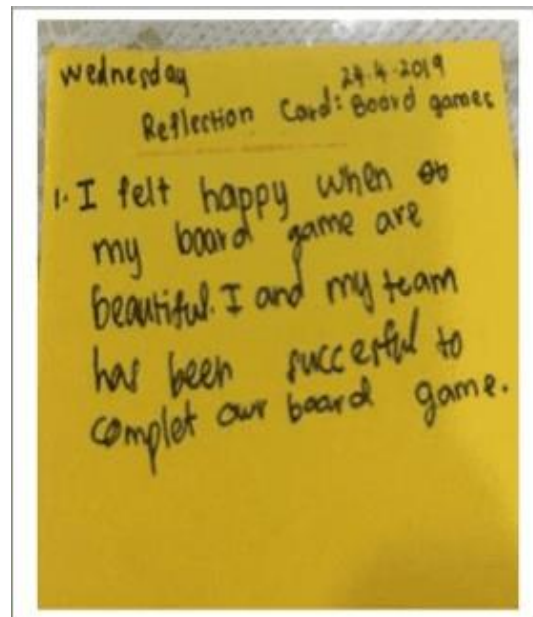 Wednesday 24.4.2019
Reflection Card: Board games
1. I felt happy when
my board game are
beautiful. I and my team
has been succesful to
complet our board game.